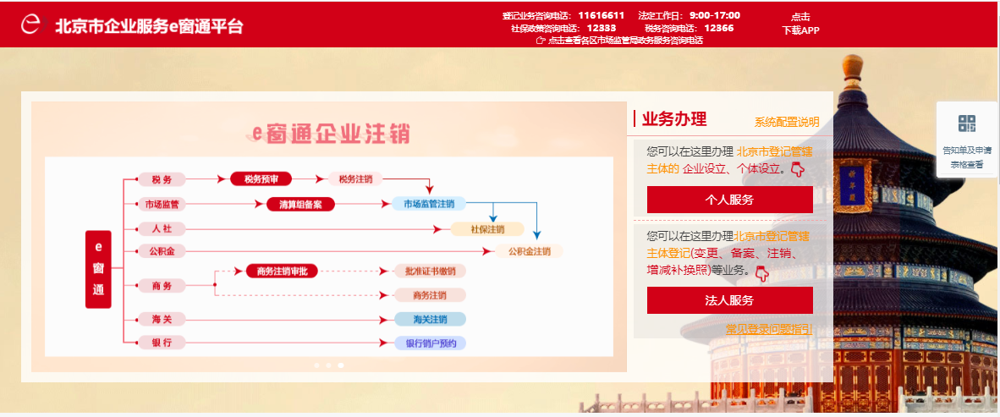 北京市企业服务e窗通平台
登记业务咨询电话: 11616611 法定工作日: 9:00-17:00
社保政策咨询电话: 12333 税务咨询电话: 12366
点击查看各区市场监管局政务服务咨询电话
点击
下载APP
e窗通企业注销
e
窗
通
税 务 税务预审 税务注销
市场监管 清算组备案 市场监管注销
人 社 社保注销
公积金 公积金注销
商 务 商务注销审批 批准证书缴销
商务注销
海 关 海关注销
银 行 银行销户预约
业务办理 系统配置说明
您可以在这里办理 北京市登记管辖
主体的 企业设立、个体设立。
个人服务
您可以在这里办理北京市登记管辖
主体登记(变更、备案、注销、
增减补换照)等业务。
法人服务
常见登录问题指引
告知单及申请
表格查看
祈年殿